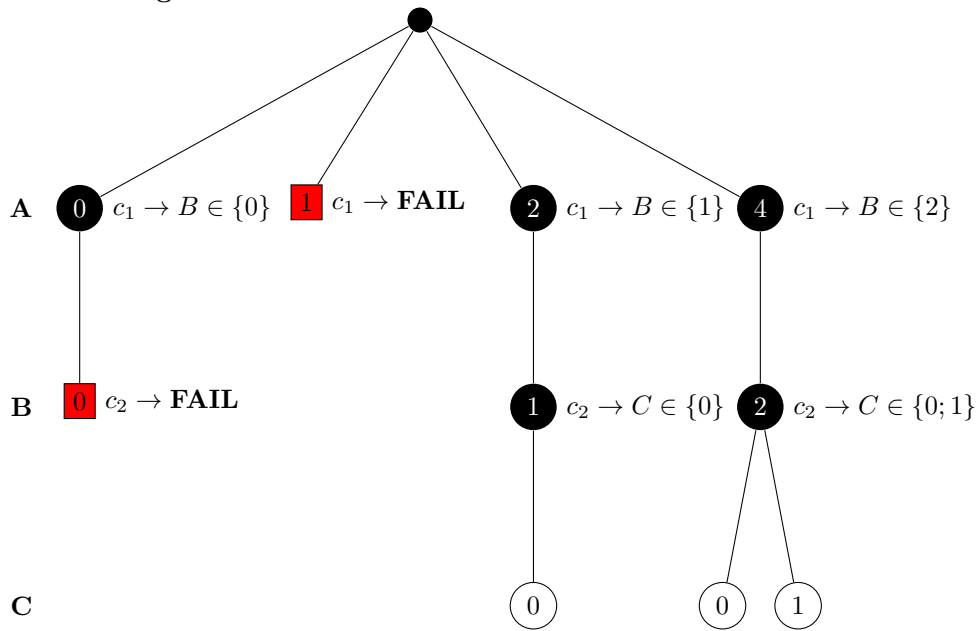 A 0 c₁ → B ∈ {0} 1 c₁ → FAIL 2 c₁ → B ∈ {1} 4 c₁ → B ∈ {2}
B 0 c₂ → FAIL 1 c₂ → C ∈ {0} 2 c₂ → C ∈ {0; 1}
C 0 0 1